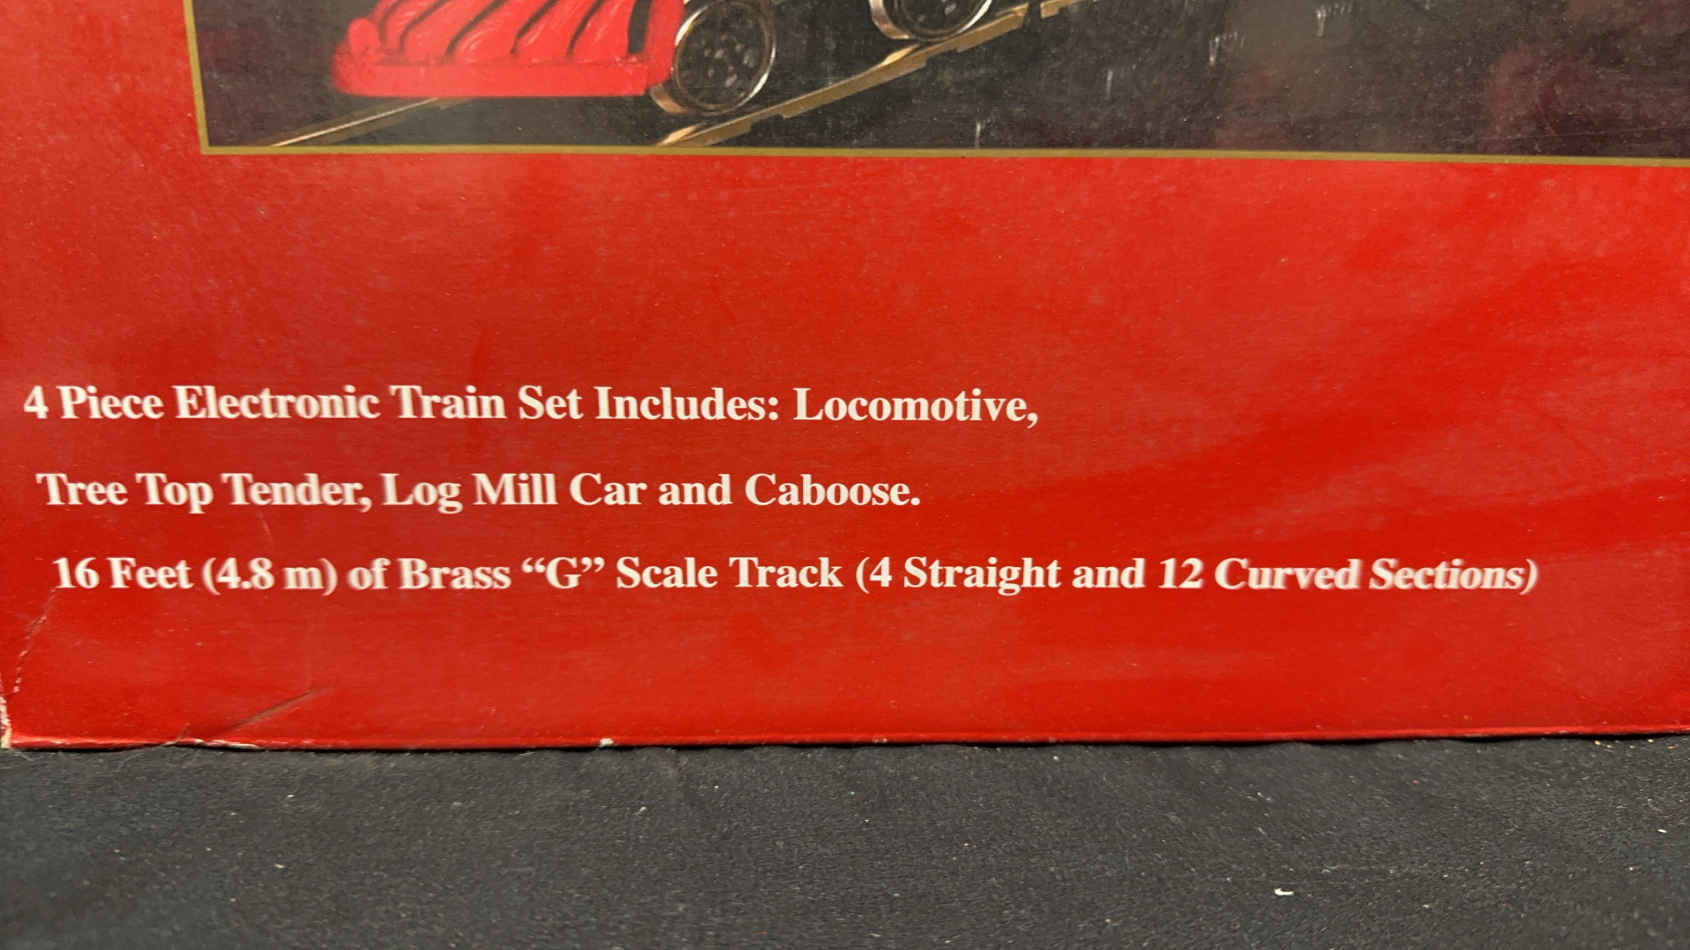 4 Piece Electronic Train Set Includes: Locomotive,
Tree Top Tender, Log Mill Car and Caboose.
16 Feet (4.8 m) of Brass “G” Scale Track (4 Straight and 12 Curved Sections)